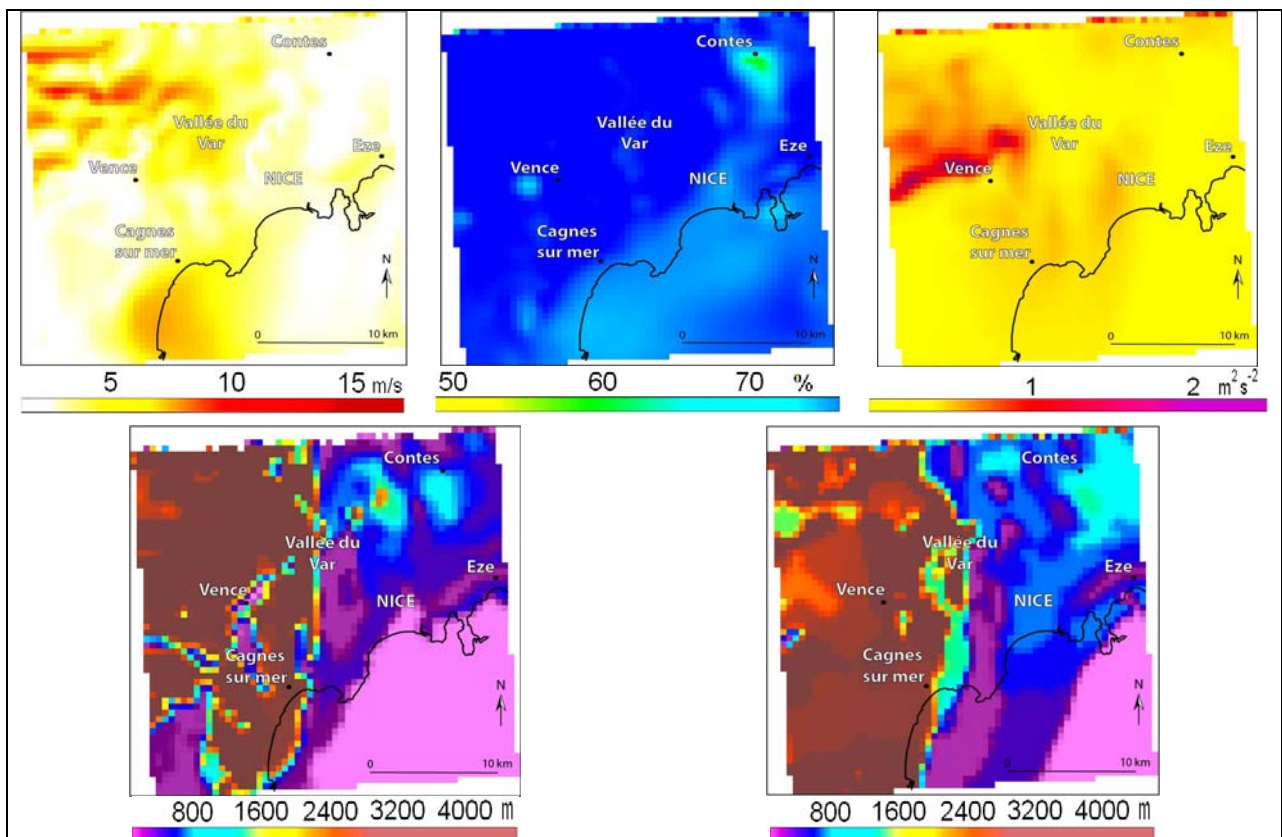 Contes
Vallée du
Var
Eze
Vence
NICE
Cagnes
sur mer
N
0 10 km
5 10 15 m/s
Contes
Vallée du
Var
Eze
Vence
NICE
Cagnes
sur mer
N
0 10 km
50 60 70 %
Contes
Vallée du
Var
Eze
Vence
NICE
Cagnes
sur mer
N
0 10 km
1 2 m²s⁻²
Contes
Vallée du
Var
Eze
Vence
NICE
Cagnes
sur mer
N
0 10 km
800 1600 2400 3200 4000 m
Contes
Vallée du
Var
Eze
Vence
NICE
Cagnes
sur mer
N
0 10 km
800 1600 2400 3200 4000 m